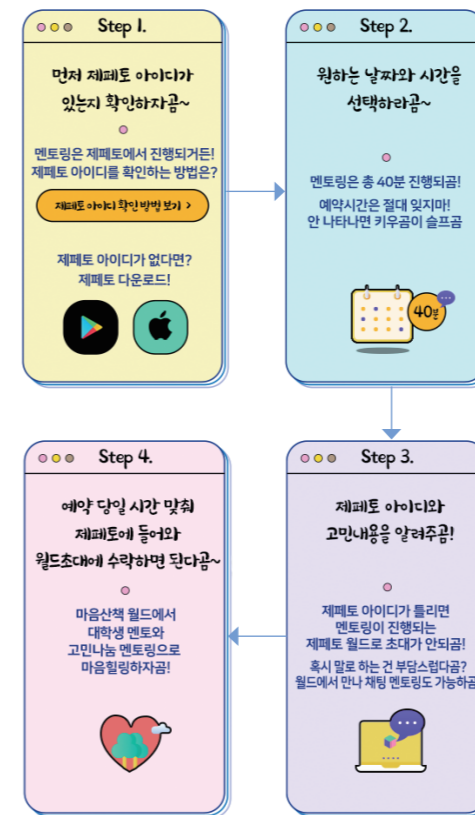 Step 1.
먼저 제페토 아이디가
있는지 확인하자곰~
멘토링은 제페토에서 진행되거든!
제페토 아이디를 확인하는 방법은?
제페토 아이디 확인 방법 보기 >
제페토 아이디가 없다면?
제페토 다운로드!
Step 2.
원하는 날짜와 시간을
선택하라곰~
멘토링은 총 40분 진행되곰!
예약시간은 절대 잊지마!
안 나타나면 키우곰이 슬프곰
40분
Step 3.
제페토 아이디와
고민내용을 알려주곰!
제페토 아이디가 틀리면
멘토링이 진행되는
제페토 월드로 초대가 안되곰!
혹시 말로 하는 건 부담스럽다곰?
월드에서 만나 채팅 멘토링도 가능하곰
Step 4.
예약 당일 시간 맞춰
제페토에 들어와
월드초대에 수락하면 된다곰~
마음산책 월드에서
대학생 멘토와
고민나눔 멘토링으로
마음힐링하자곰!